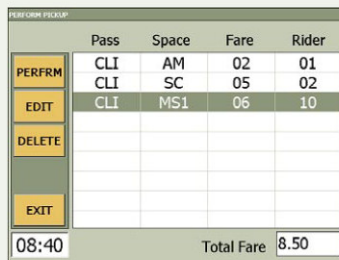 PERFORM PICKUP
Pass Space Fare Rider
PERFRM
CLI AM 02 01
CLI SC 05 02
EDIT
CLI MS1 06 10
DELETE
EXIT
08:40 Total Fare 8.50